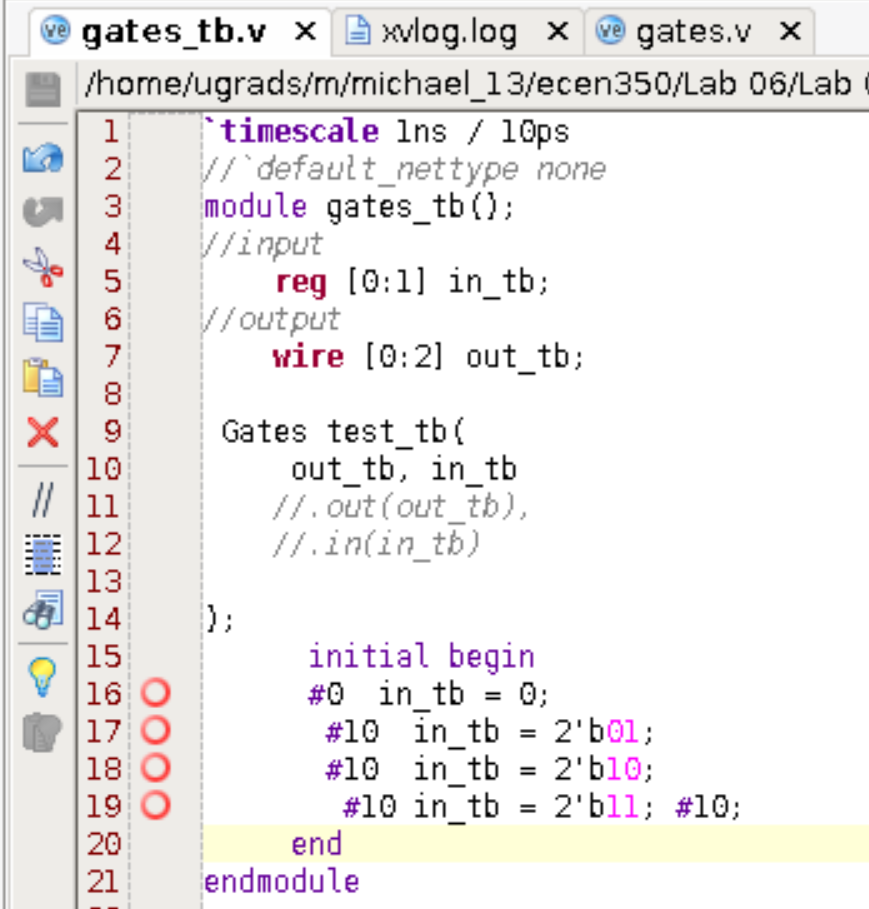 gates_tb.v xvlog.log gates.v
/home/ugrads/m/michael_13/ecen350/Lab 06/Lab
1 `timescale 1ns / 10ps
2 //`default_nettype none
3 module gates_tb();
4 //input
5 reg [0:1] in_tb;
6 //output
7 wire [0:2] out_tb;
8
9 Gates test_tb(
10 out_tb, in_tb
11 //.out(out_tb),
12 //.in(in_tb)
13
14 );
15 initial begin
16 #0 in_tb = 0;
17 #10 in_tb = 2'b01;
18 #10 in_tb = 2'b10;
19 #10 in_tb = 2'b11; #10;
20 end
21 endmodule